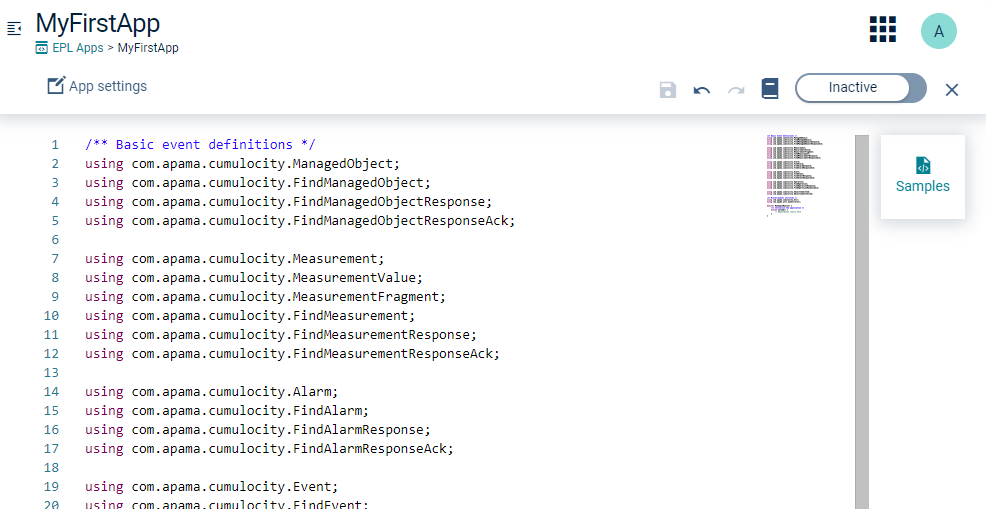 MyFirstApp
EPL Apps > MyFirstApp
A
App settings
Inactive
1 /** Basic event definitions */
2 using com.apama.cumulocity.ManagedObject;
3 using com.apama.cumulocity.FindManagedObject;
4 using com.apama.cumulocity.FindManagedObjectResponse;
5 using com.apama.cumulocity.FindManagedObjectResponseAck;
6
7 using com.apama.cumulocity.Measurement;
8 using com.apama.cumulocity.MeasurementValue;
9 using com.apama.cumulocity.MeasurementFragment;
10 using com.apama.cumulocity.FindMeasurement;
11 using com.apama.cumulocity.FindMeasurementResponse;
12 using com.apama.cumulocity.FindMeasurementResponseAck;
13
14 using com.apama.cumulocity.Alarm;
15 using com.apama.cumulocity.FindAlarm;
16 using com.apama.cumulocity.FindAlarmResponse;
17 using com.apama.cumulocity.FindAlarmResponseAck;
18
19 using com.apama.cumulocity.Event;
20 using com.apama.cumulocity.FindEvent;
Samples